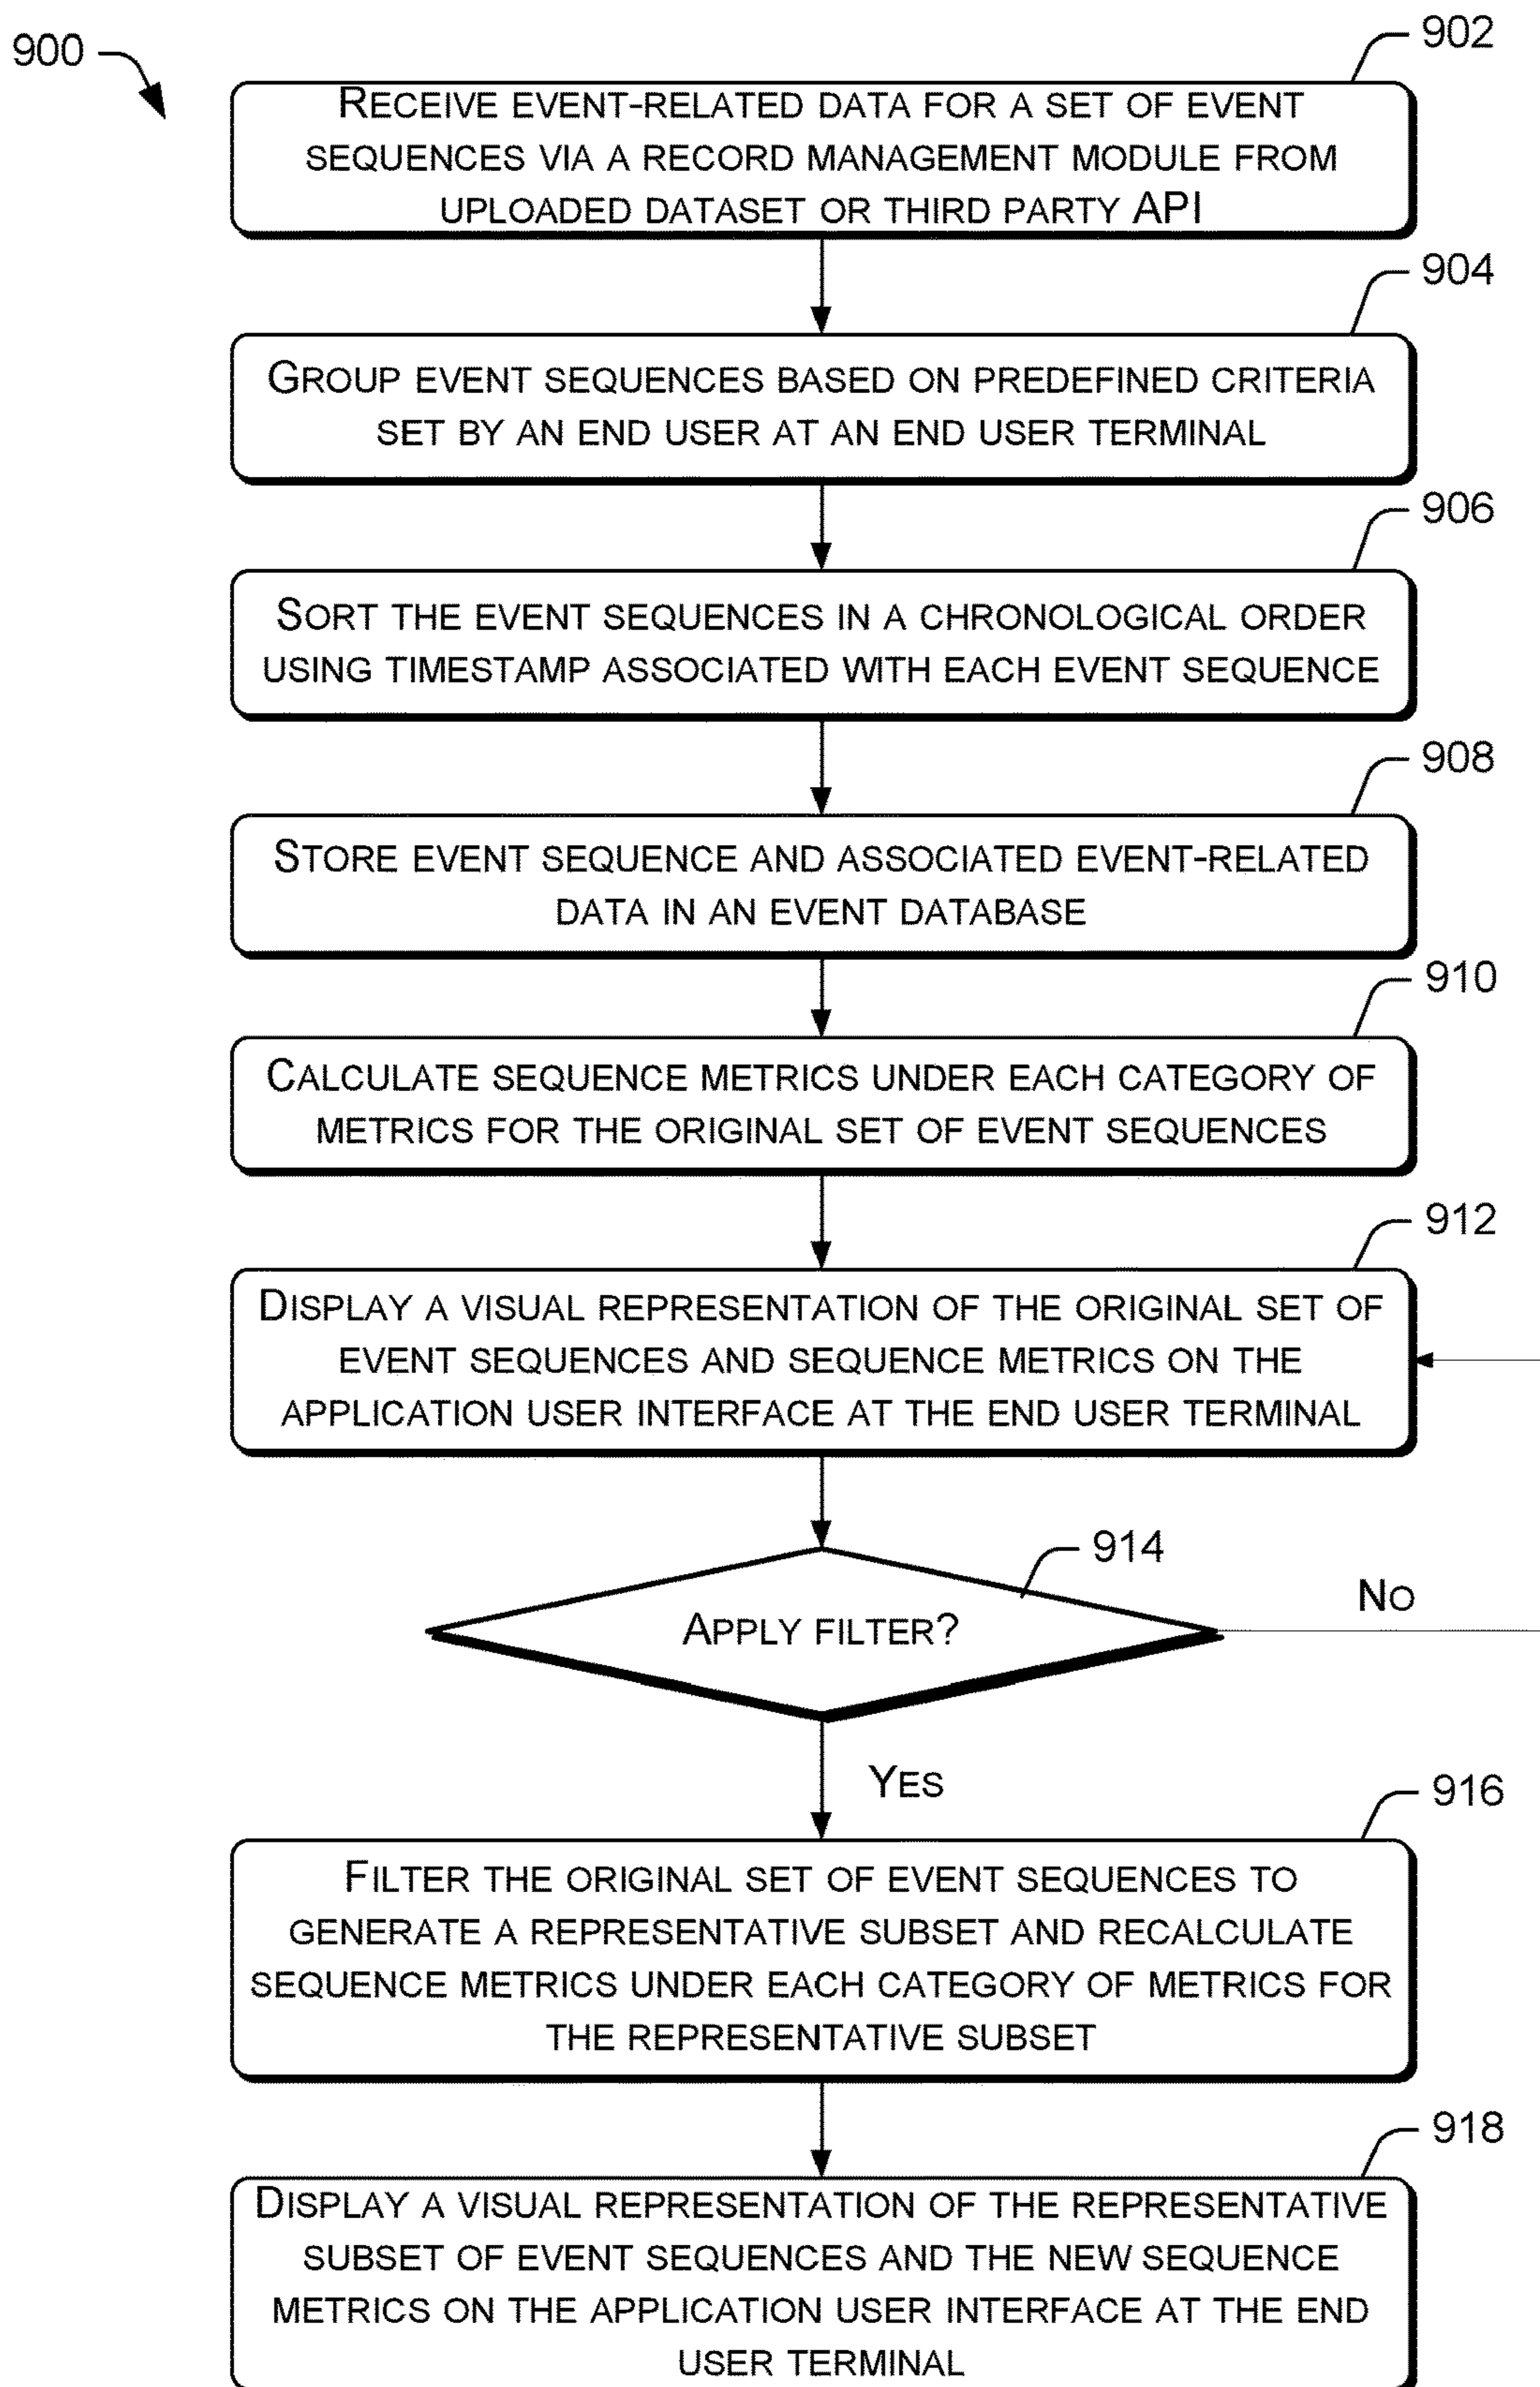 900
902
RECEIVE EVENT-RELATED DATA FOR A SET OF EVENT
SEQUENCES VIA A RECORD MANAGEMENT MODULE FROM
UPLOADED DATASET OR THIRD PARTY API
904
GROUP EVENT SEQUENCES BASED ON PREDEFINED CRITERIA
SET BY AN END USER AT AN END USER TERMINAL
906
SORT THE EVENT SEQUENCES IN A CHRONOLOGICAL ORDER
USING TIMESTAMP ASSOCIATED WITH EACH EVENT SEQUENCE
908
STORE EVENT SEQUENCE AND ASSOCIATED EVENT-RELATED
DATA IN AN EVENT DATABASE
910
CALCULATE SEQUENCE METRICS UNDER EACH CATEGORY OF
METRICS FOR THE ORIGINAL SET OF EVENT SEQUENCES
912
DISPLAY A VISUAL REPRESENTATION OF THE ORIGINAL SET OF
EVENT SEQUENCES AND SEQUENCE METRICS ON THE
APPLICATION USER INTERFACE AT THE END USER TERMINAL
914
APPLY FILTER?
NO
YES
916
FILTER THE ORIGINAL SET OF EVENT SEQUENCES TO
GENERATE A REPRESENTATIVE SUBSET AND RECALCULATE
SEQUENCE METRICS UNDER EACH CATEGORY OF METRICS FOR
THE REPRESENTATIVE SUBSET
918
DISPLAY A VISUAL REPRESENTATION OF THE REPRESENTATIVE
SUBSET OF EVENT SEQUENCES AND THE NEW SEQUENCE
METRICS ON THE APPLICATION USER INTERFACE AT THE END
USER TERMINAL